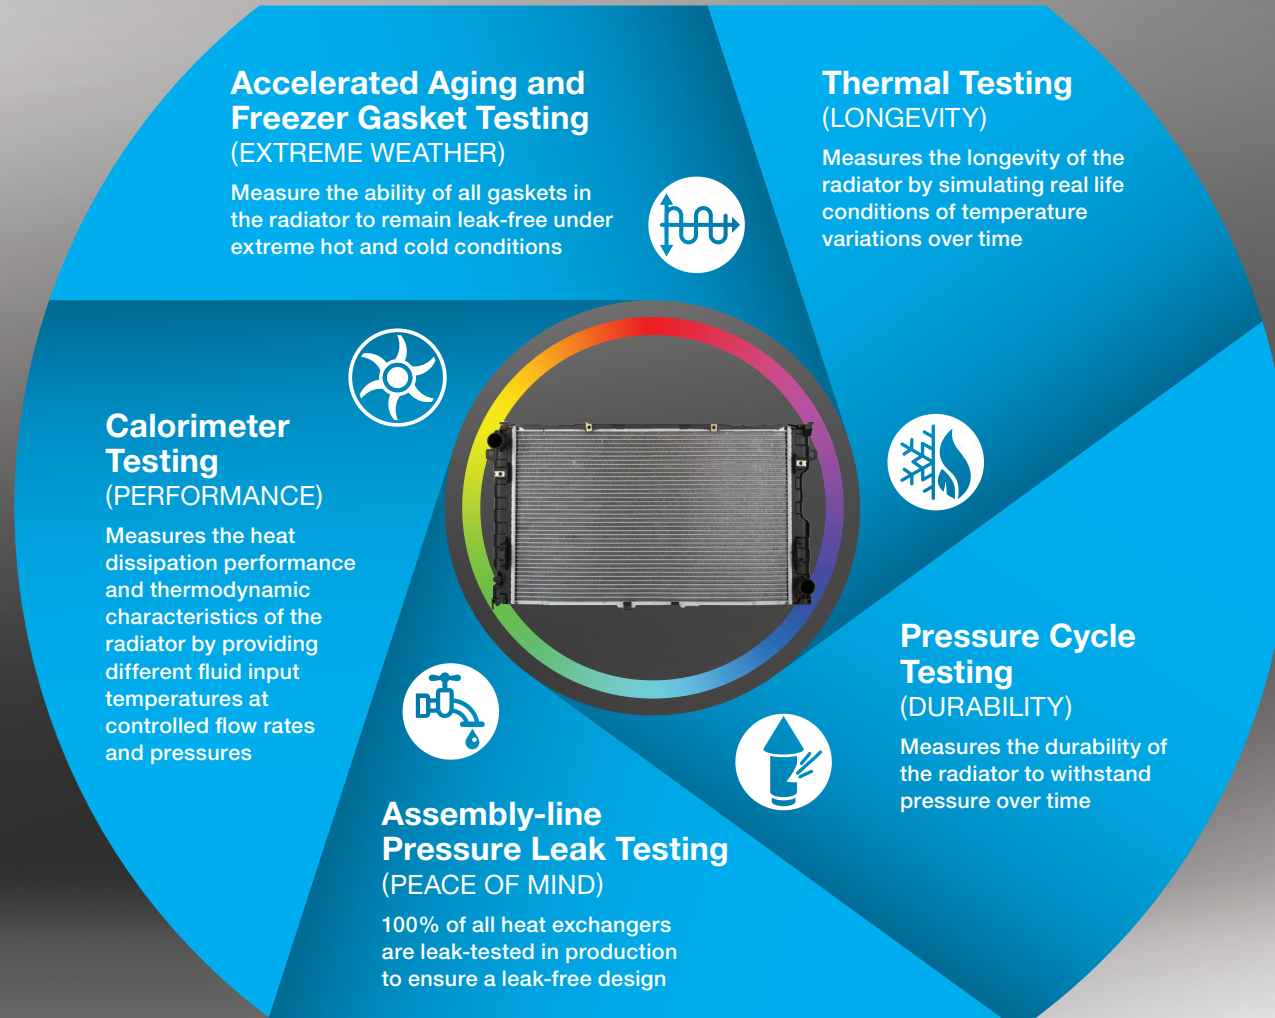 Accelerated Aging and
Freezer Gasket Testing
(EXTREME WEATHER)
Measure the ability of all gaskets in
the radiator to remain leak-free under
extreme hot and cold conditions
Thermal Testing
(LONGEVITY)
Measures the longevity of the
radiator by simulating real life
conditions of temperature
variations over time
Calorimeter
Testing
(PERFORMANCE)
Measures the heat
dissipation performance
and thermodynamic
characteristics of the
radiator by providing
different fluid input
temperatures at
controlled flow rates
and pressures
Pressure Cycle
Testing
(DURABILITY)
Measures the durability of
the radiator to withstand
pressure over time
Assembly-line
Pressure Leak Testing
(PEACE OF MIND)
100% of all heat exchangers
are leak-tested in production
to ensure a leak-free design